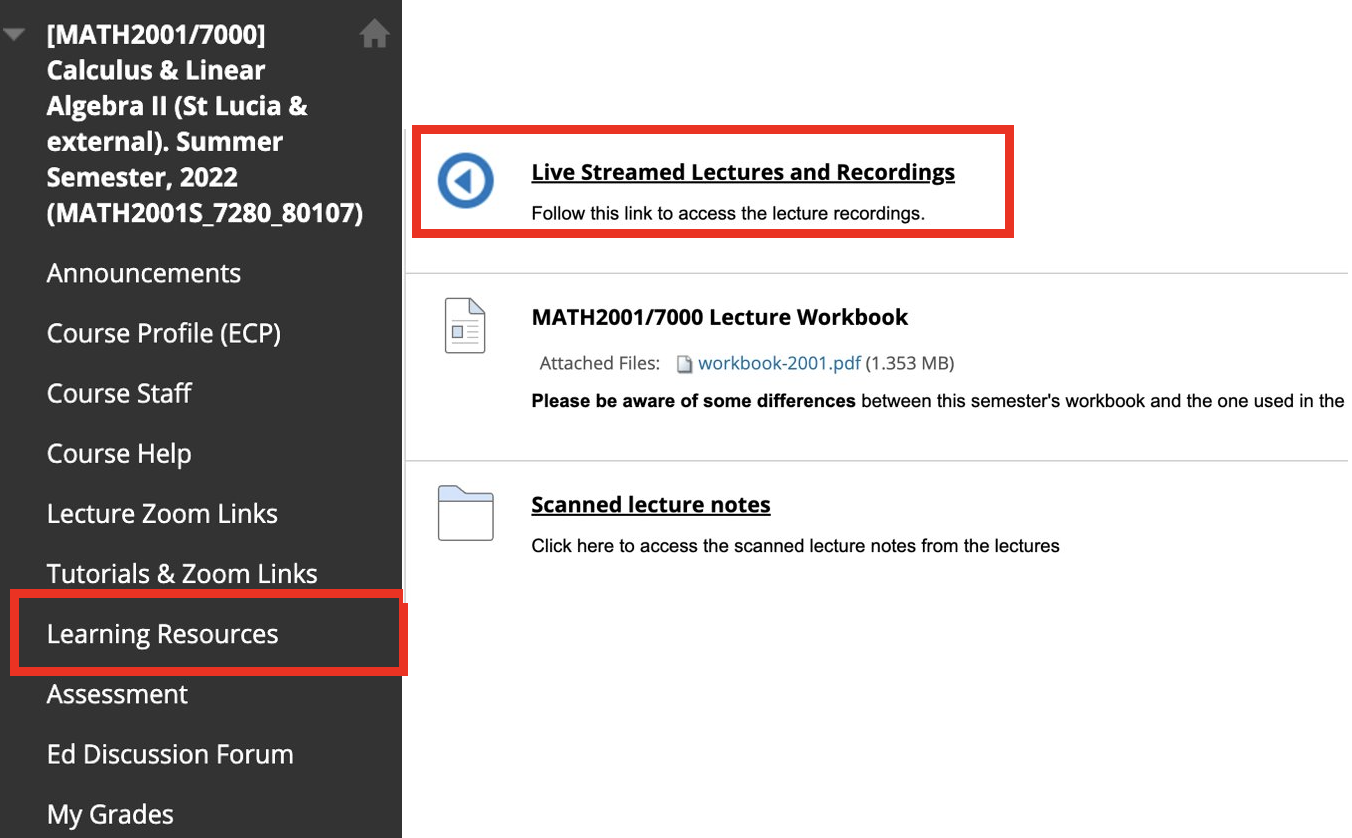 [MATH2001/7000]
Calculus & Linear
Algebra II (St Lucia &
external). Summer
Semester, 2022
(MATH2001S_7280_80107)
Announcements
Course Profile (ECP)
Course Staff
Course Help
Lecture Zoom Links
Tutorials & Zoom Links
Learning Resources
Assessment
Ed Discussion Forum
My Grades
Live Streamed Lectures and Recordings
Follow this link to access the lecture recordings.
MATH2001/7000 Lecture Workbook
Attached Files: workbook-2001.pdf (1.353 MB)
Please be aware of some differences between this semester's workbook and the one used in the
Scanned lecture notes
Click here to access the scanned lecture notes from the lectures